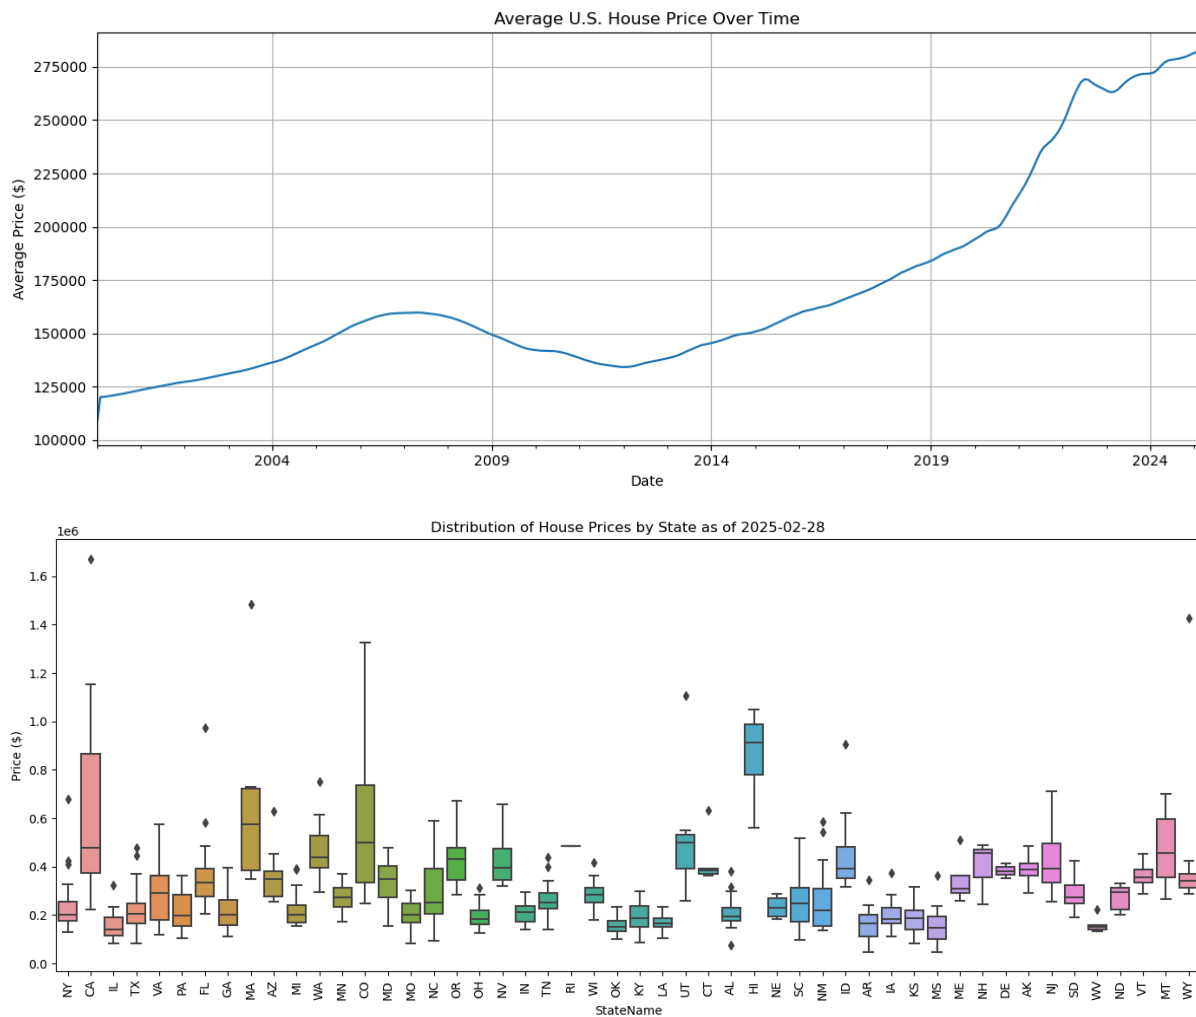 Average U.S. House Price Over Time
275000
250000
225000
200000
175000
150000
125000
100000
Average Price ($)
2004 2009 2014 2019 2024
Date
Distribution of House Prices by State as of 2025-02-28
1e6
1.6
1.4
1.2
1.0
0.8
0.6
0.4
0.2
0.0
Price ($)
NY CA IL TX VA PA FL GA MA AZ MI WA MN CO MD MO NC OR OH NV IN TN RI WI OK KY LA UT CT AL HI NE SC NM ID AR IA KS MS ME NH DE AK NJ SD WV ND VT MT WY
StateName